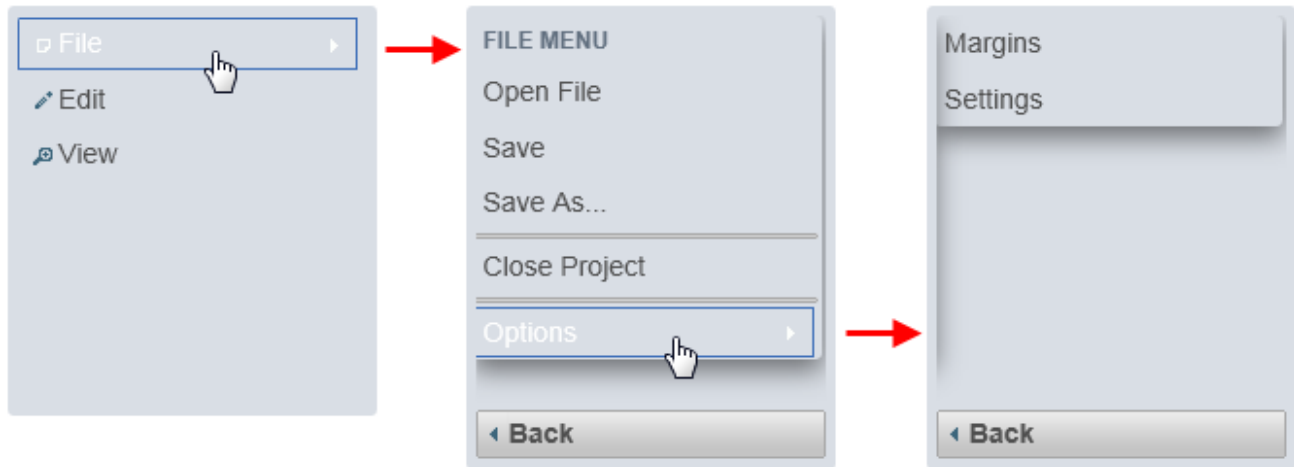 File
Edit
View
FILE MENU
Open File
Save
Save As...
Close Project
Options
Back
Margins
Settings
Back